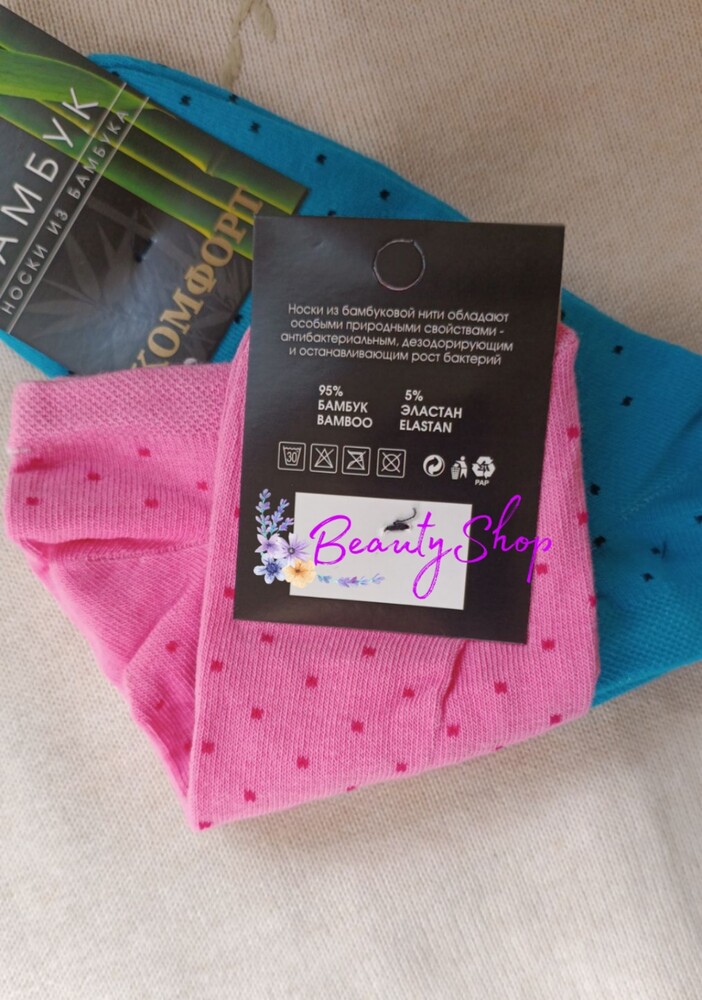 НОСКИ ИЗ БАМБУКА
КОМФОРТ
Носки из бамбуковой нити обладают
особыми природными свойствами -
антибактериальным, дезодорирующим
и останавливающим рост бактерий
95% 5%
БАМБУК ЭЛАСТАН
BAMBOO ELASTAN
30
PAP
Beauty Shop